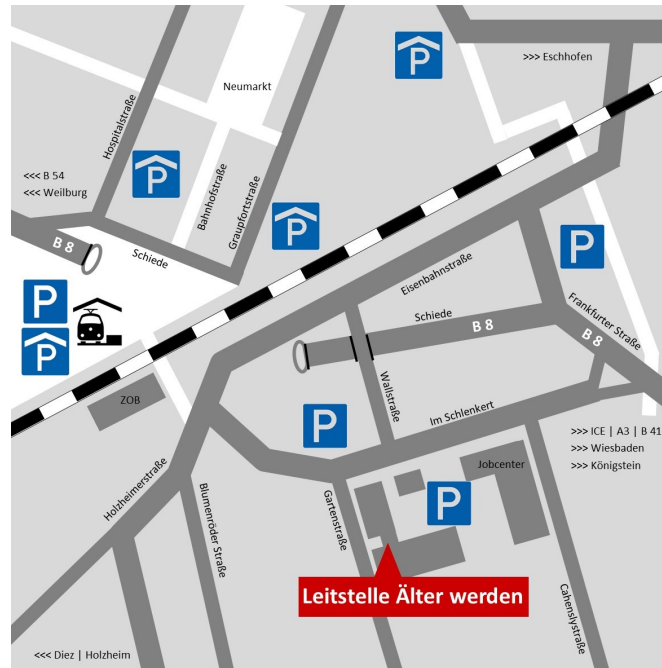 >>> Eschhofen
Neumarkt
Hospitalstraße
P
P
<<< B 54
<<< Weilburg
Bahnhofstraße
Graupfortstraße
P
P
B 8
Schiede
Eisenbahnstraße
P
P
Schiede
B 8
Frankfurter Straße
B 8
ZOB
Wallstraße
Im Schlenkert
P
>>> ICE | A3 | B 41
>>> Wiesbaden
>>> Königstein
Jobcenter
Holzheimerstraße
Blumenröder Straße
Gartenstraße
P
Cahenslystraße
Leitstelle Älter werden
<<< Diez | Holzheim